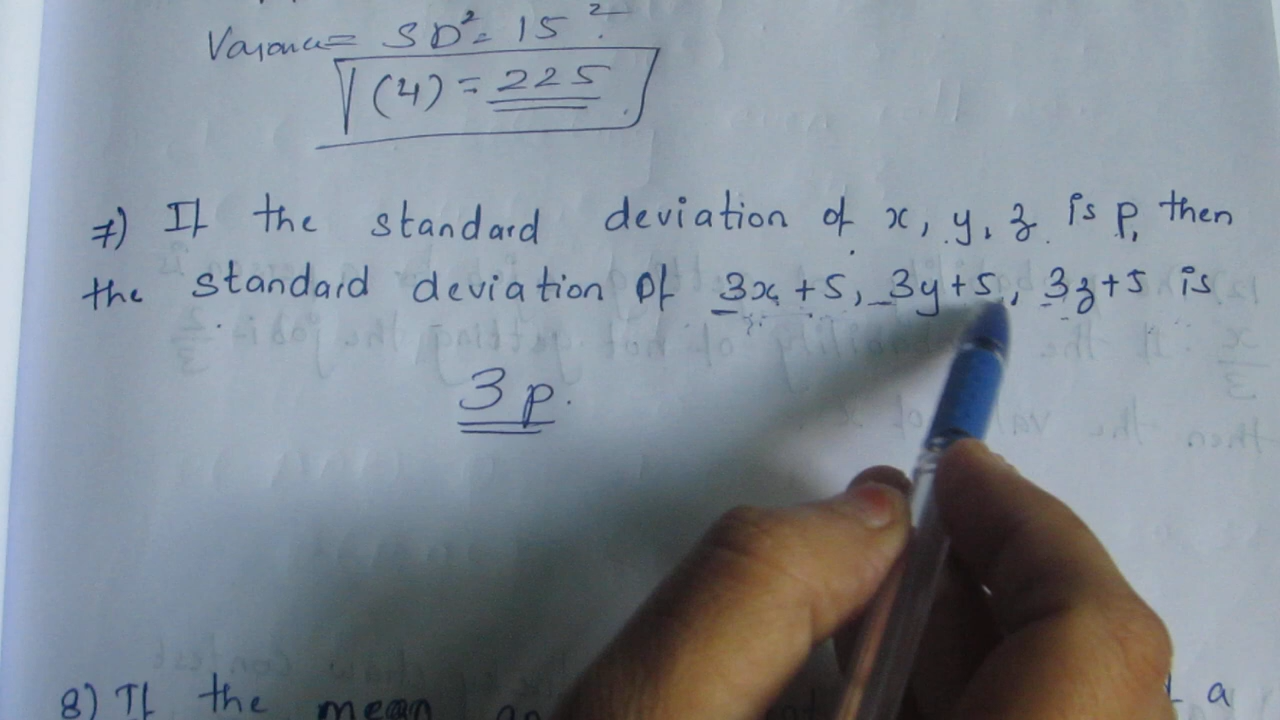 Variance = SD² = 15².
(4) = 225.
7) If the standard deviation of x, y, z is p, then
the standard deviation of 3x+5, 3y+5, 3z+5 is
3p.
8) If the mean a